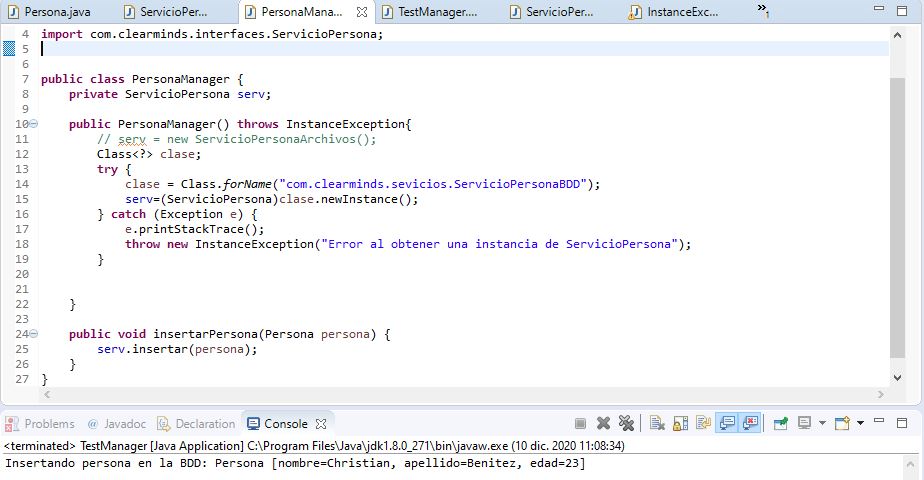 Persona.java
ServicioPer...
PersonaMana...
TestManager....
ServicioPer...
InstanceExc...
»1
4 import com.clearminds.interfaces.ServicioPersona;
5
6
7 public class PersonaManager {
8 private ServicioPersona serv;
9
10 public PersonaManager() throws InstanceException{
11 // serv = new ServicioPersonaArchivos();
12 Class<?> clase;
13 try {
14 clase = Class.forName("com.clearminds.sevicios.ServicioPersonaBDD");
15 serv=(ServicioPersona)clase.newInstance();
16 } catch (Exception e) {
17 e.printStackTrace();
18 throw new InstanceException("Error al obtener una instancia de ServicioPersona");
19 }
20
21
22 }
23
24 public void insertarPersona(Persona persona) {
25 serv.insertar(persona);
26 }
27 }
Problems @ Javadoc Declaration Console
<terminated> TestManager [Java Application] C:\Program Files\Java\jdk1.8.0_271\bin\javaw.exe (10 dic. 2020 11:08:34)
Insertando persona en la BDD: Persona [nombre=Christian, apellido=Benitez, edad=23]